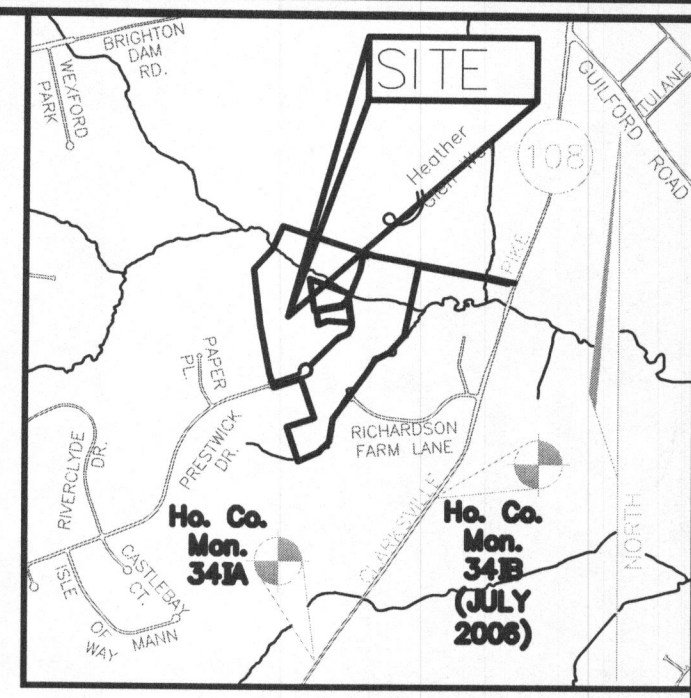 BRIGHTON
DAM
RD.
WEXFORD
PARK
SITE
GUILFORD
ROAD
TULANE
Heather
Glen
108
PIKE
PAPER
PL.
PRESTWICK
DR.
RIVERCLYDE
DR.
RICHARDSON
FARM LANE
CLARKSVILLE
NORTH
Ho. Co.
Mon.
34IA
Ho. Co.
Mon.
34IB
(JULY
2006)
CASTLEBAY
CT.
ISLE
OF
MANN
WAY